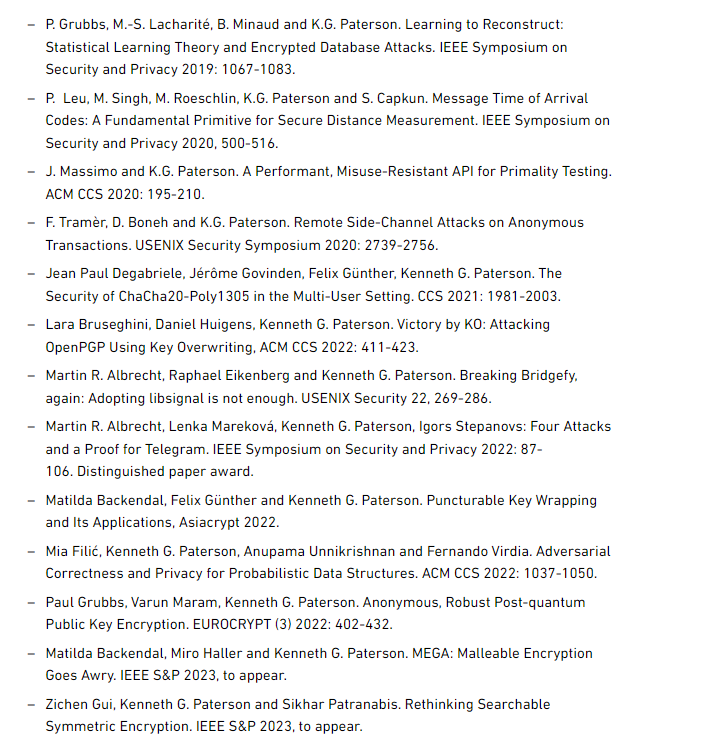 – P. Grubbs, M.-S. Lacharité, B. Minaud and K.G. Paterson. Learning to Reconstruct:
Statistical Learning Theory and Encrypted Database Attacks. IEEE Symposium on
Security and Privacy 2019: 1067-1083.
– P. Leu, M. Singh, M. Roeschlin, K.G. Paterson and S. Capkun. Message Time of Arrival
Codes: A Fundamental Primitive for Secure Distance Measurement. IEEE Symposium on
Security and Privacy 2020, 500-516.
– J. Massimo and K.G. Paterson. A Performant, Misuse-Resistant API for Primality Testing.
ACM CCS 2020: 195-210.
– F. Tramèr, D. Boneh and K.G. Paterson. Remote Side-Channel Attacks on Anonymous
Transactions. USENIX Security Symposium 2020: 2739-2756.
– Jean Paul Degabriele, Jérôme Govinden, Felix Günther, Kenneth G. Paterson. The
Security of ChaCha20-Poly1305 in the Multi-User Setting. CCS 2021: 1981-2003.
– Lara Bruseghini, Daniel Huigens, Kenneth G. Paterson. Victory by KO: Attacking
OpenPGP Using Key Overwriting, ACM CCS 2022: 411-423.
– Martin R. Albrecht, Raphael Eikenberg and Kenneth G. Paterson. Breaking Bridgefy,
again: Adopting libsignal is not enough. USENIX Security 22, 269-286.
– Martin R. Albrecht, Lenka Mareková, Kenneth G. Paterson, Igors Stepanovs: Four Attacks
and a Proof for Telegram. IEEE Symposium on Security and Privacy 2022: 87-
106. Distinguished paper award.
– Matilda Backendal, Felix Günther and Kenneth G. Paterson. Puncturable Key Wrapping
and Its Applications, Asiacrypt 2022.
– Mia Filić, Kenneth G. Paterson, Anupama Unnikrishnan and Fernando Virdia. Adversarial
Correctness and Privacy for Probabilistic Data Structures. ACM CCS 2022: 1037-1050.
– Paul Grubbs, Varun Maram, Kenneth G. Paterson. Anonymous, Robust Post-quantum
Public Key Encryption. EUROCRYPT (3) 2022: 402-432.
– Matilda Backendal, Miro Haller and Kenneth G. Paterson. MEGA: Malleable Encryption
Goes Awry. IEEE S&P 2023, to appear.
– Zichen Gui, Kenneth G. Paterson and Sikhar Patranabis. Rethinking Searchable
Symmetric Encryption. IEEE S&P 2023, to appear.